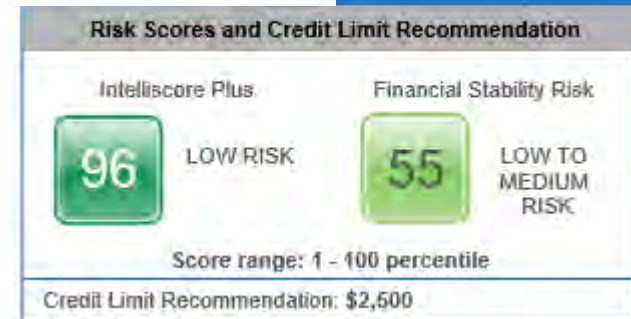 Risk Scores and Credit Limit Recommendation
Intelliscore Plus
Financial Stability Risk
96
LOW RISK
55
LOW TO
MEDIUM
RISK
Score range: 1 - 100 percentile
Credit Limit Recommendation: $2,500